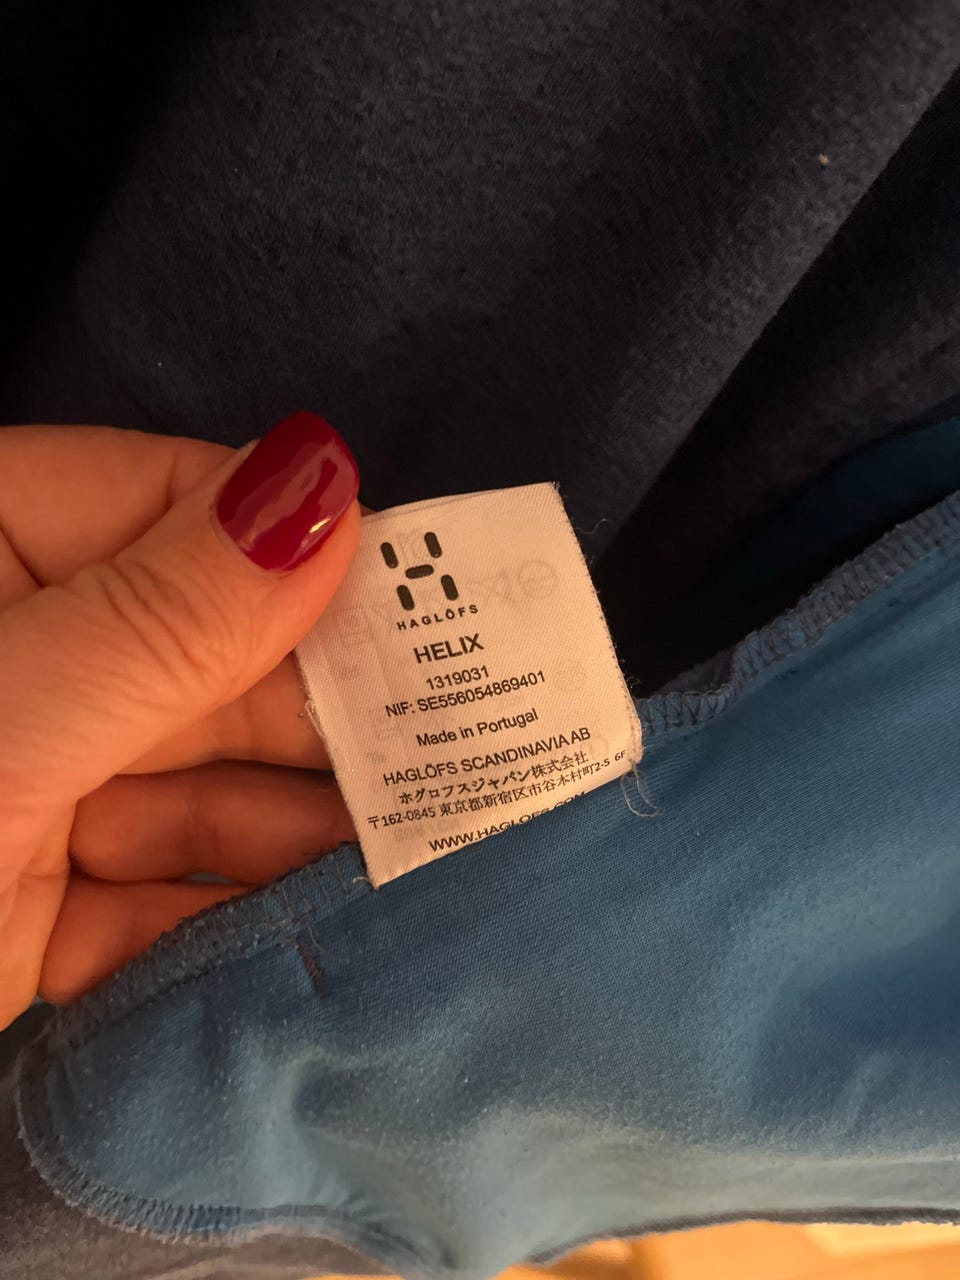 HAGLÖFS
HELIX
1319031
NIF: SE556054869401
Made in Portugal
HAGLÖFS SCANDINAVIA AB
ホグロフスジャパン株式会社
〒162-0845 東京都新宿区市谷本村町2-5 6F
WWW.HAGLOFS.COM